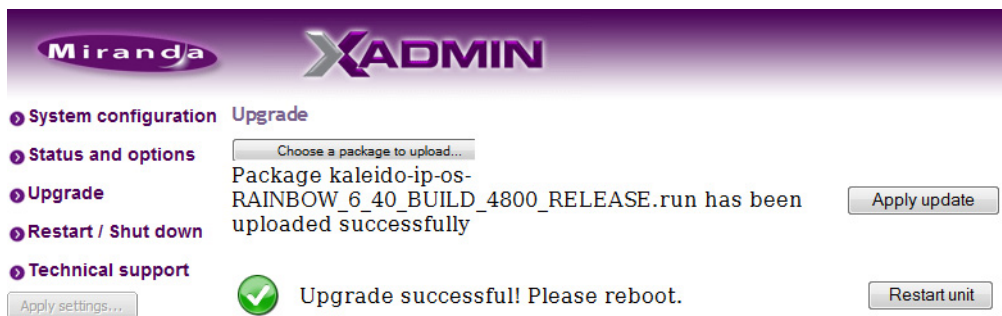 Miranda
XADMIN
System configuration
Status and options
Upgrade
Restart / Shut down
Technical support
Apply settings...
Upgrade
Choose a package to upload...
Package kaleido-ip-os-
RAINBOW_6_40_BUILD_4800_RELEASE.run has been
uploaded successfully
Apply update
Upgrade successful! Please reboot.
Restart unit